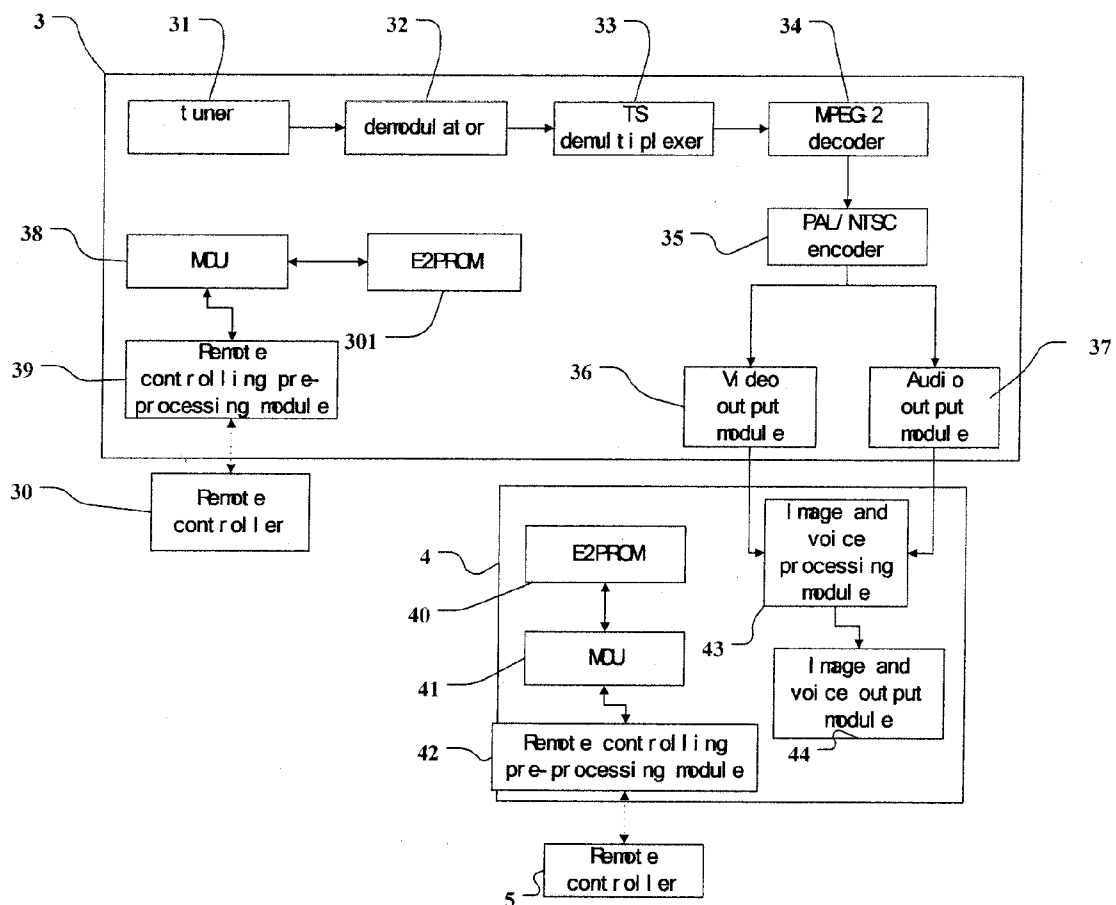 31
32
33
34
3
tuner
demodulator
TS
demultiplexer
MPEG-2
decoder
38
MCU
E2PROM
35
PAL/NTSC
encoder
301
39
Remote
controlling pre-
processing module
36
Video
output
module
Audio
output
module
37
30
Remote
controller
4
E2PROM
40
Image and
voice
processing
module
43
41
MCU
Image and
voice output
module
44
42
Remote controlling
pre-processing module
Remote
controller
5